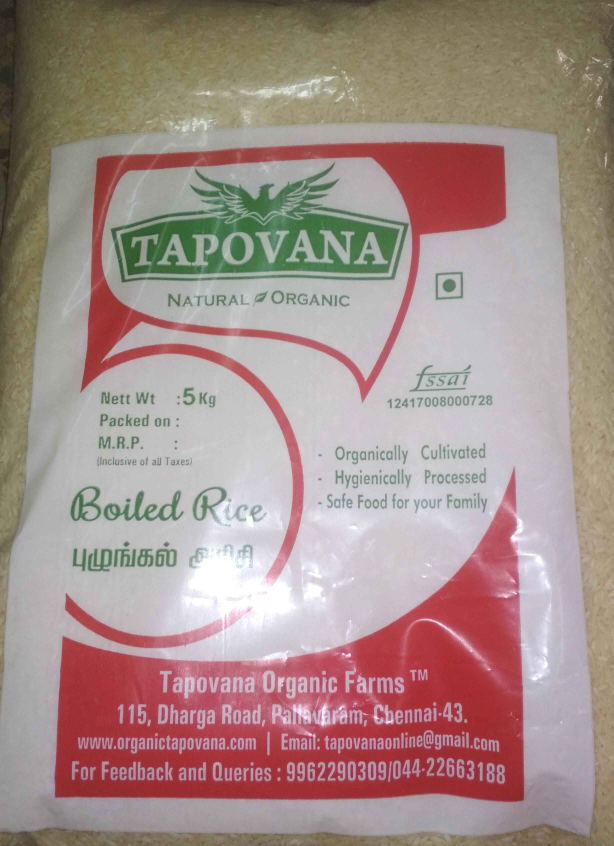 TAPOVANA
NATURAL ORGANIC
fssai
12417008000728
Nett Wt : 5 Kg
Packed on :
M.R.P. :
(Inclusive of all Taxes)
- Organically Cultivated
- Hygienically Processed
- Safe Food for your Family
Boiled Rice
புழுங்கல் அரிசி
Tapovana Organic Farms ™
115, Dharga Road, Pallavaram, Chennai-43.
www.organictapovana.com | Email: tapovanaonline@gmail.com
For Feedback and Queries : 9962290309/044-22663188